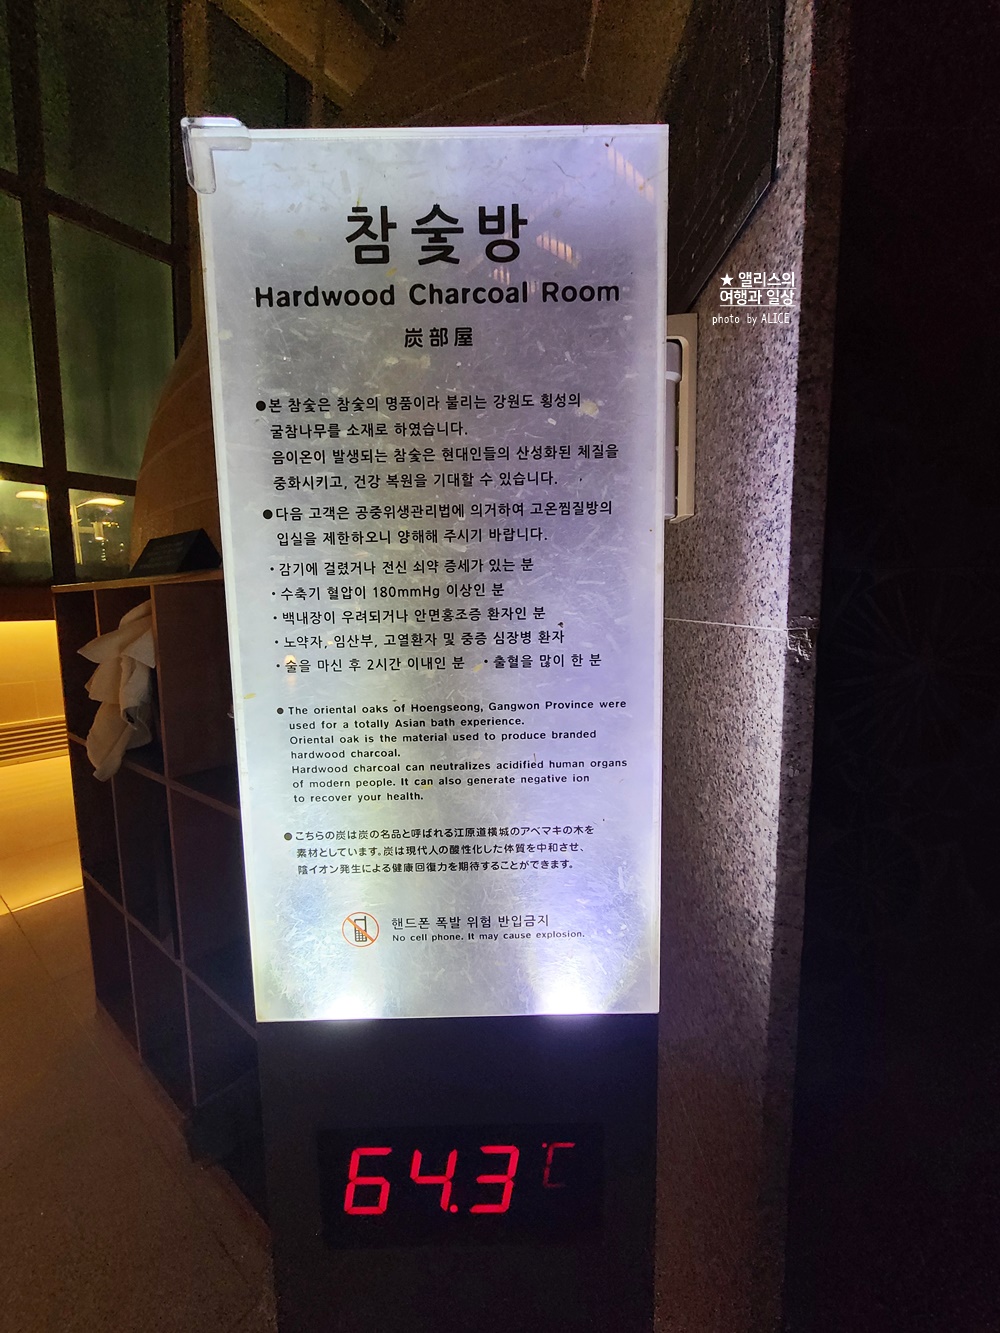 참숯방
Hardwood Charcoal Room
炭部屋
★ 앨리스의
여행과 일상
photo by ALICE
●본 참숯은 참숯의 명품이라 불리는 강원도 횡성의
굴참나무를 소재로 하였습니다.
음이온이 발생되는 참숯은 현대인들의 산성화된 체질을
중화시키고, 건강 복원을 기대할 수 있습니다.
●다음 고객은 공중위생관리법에 의거하여 고온찜질방의
입실을 제한하오니 양해해 주시기 바랍니다.
•감기에 걸렸거나 전신 쇠약 증세가 있는 분
•수축기 혈압이 180mmHg 이상인 분
•백내장이 우려되거나 안면홍조증 환자인 분
•노약자, 임산부, 고열환자 및 중증 심장병 환자
•술을 마신 후 2시간 이내인 분 •출혈을 많이 한 분
●The oriental oaks of Hoengseong, Gangwon Province were
used for a totally Asian bath experience.
Oriental oak is the material used to produce branded
hardwood charcoal.
Hardwood charcoal can neutralizes acidified human organs
of modern people. It can also generate negative ion
to recover your health.
●こちらの炭は炭の名品と呼ばれる江原道横城のアベマキの木を
素材としています。炭は現代人の酸性化した体質を中和させ、
陰イオン発生による健康回復力を期待することができます。
핸드폰 폭발 위험 반입금지
No cell phone. It may cause explosion.
64.3℃